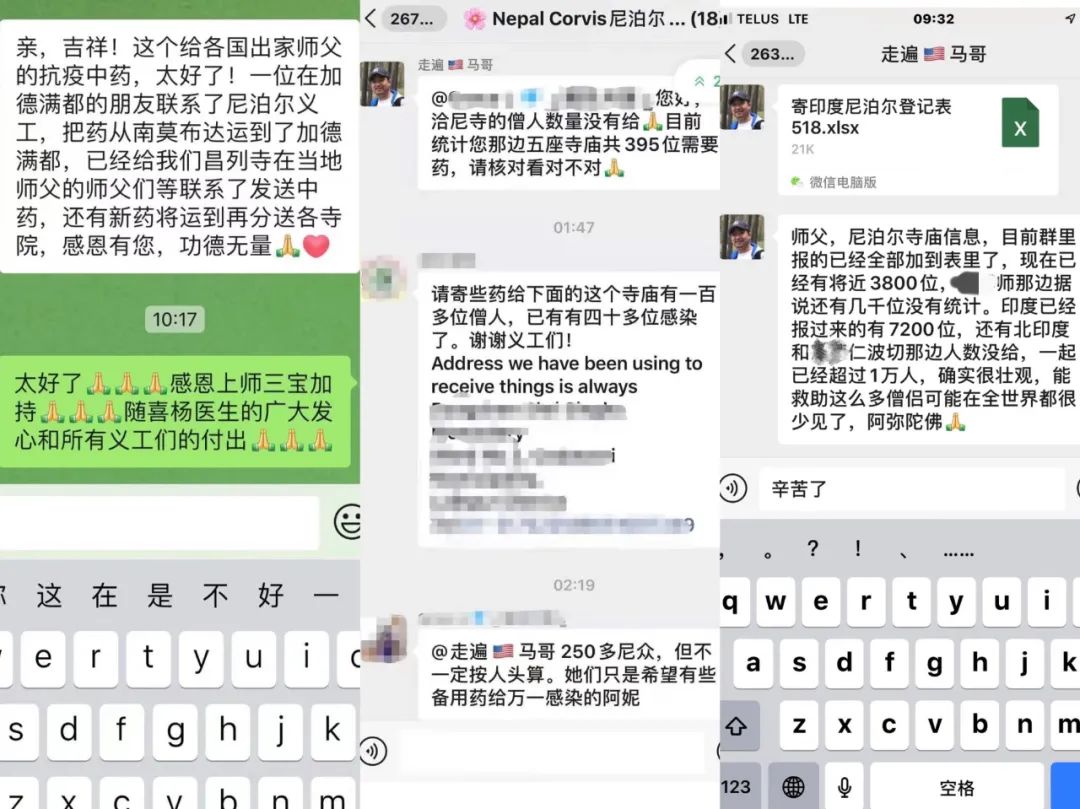 亲，吉祥！这个给各国出家师父
的抗疫中药，太好了！一位在加
德满都的朋友联系了尼泊尔义
工，把药从南莫布达运到了加德
满都，已经给我们昌列寺在当地
师父的师父们等联系了发送中
药，还有新药将运到再分送各寺
院，感恩有您，功德无量🙏❤️
10:17
太好了🙏🙏🙏感恩上师三宝加
持🙏🙏🙏随喜杨医生的广大发
心和所有义工们的付出🙏🙏🙏
这 在 是 不 好 一
e r t y u i
s d f g h j k
z x c v b n m
267...
🌸 Nepal Corvis尼泊尔 ... (18
走遍 🇺🇸 马哥
2
@ 您好，
洽尼寺的僧人数量没有给🙏目前
统计您那边五座寺庙共 395位需要
药，请核对看对不对🙏
01:47
请寄些药给下面的这个寺庙有一百
多位僧人，已有有四十多位感染
了。谢谢义工们！
Address we have been using to
receive things is always
02:19
@走遍 🇺🇸 马哥 250多尼众，但不
一定按人头算。她们只是希望有些
备用药给万一感染的阿妮
TELUS LTE
09:32
263...
走遍 🇺🇸 马哥
寄印度尼泊尔登记表
518.xlsx
21K
X
微信电脑版
师父，尼泊尔寺庙信息，目前群里
报的已经全部加到表里了，现在已
经有将近3800位， 师那边据
说还有几千位没有统计。印度已经
报过来的有7200位，还有北印度
和 仁波切那边人数没给，一起
已经超过1万人，确实很壮观，能
救助这么多僧侣可能在全世界都很
少见了，阿弥陀佛🙏
辛苦了
， 。 ？ ！ 、 ……
q w e r t y u i
a s d f g h j k
z x c v b n m
123
空格